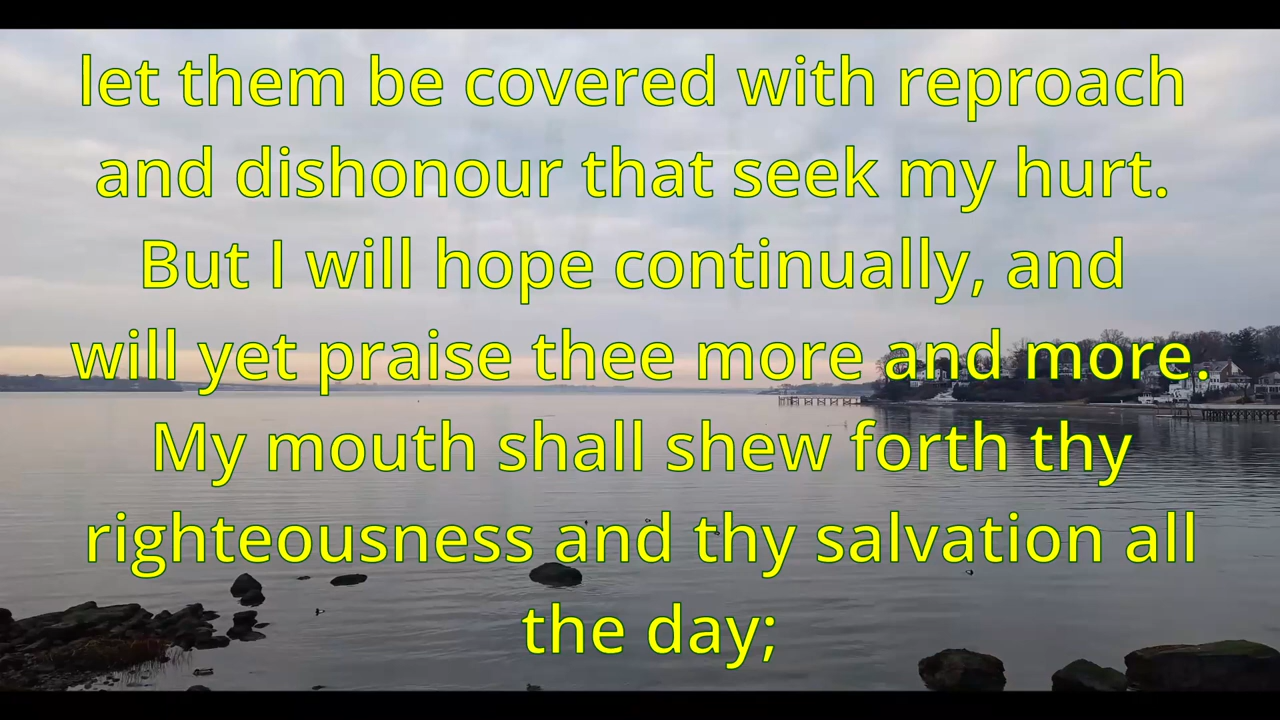 let them be covered with reproach
and dishonour that seek my hurt.
But I will hope continually, and
will yet praise thee more and more.
My mouth shall shew forth thy
righteousness and thy salvation all
the day;